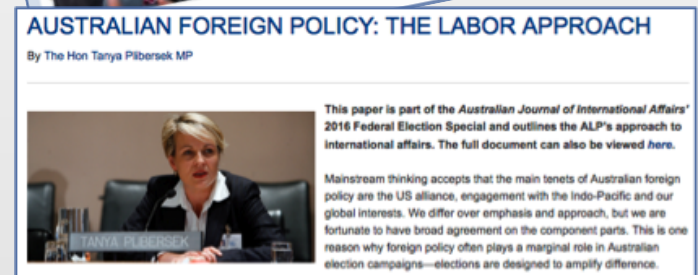 AUSTRALIAN FOREIGN POLICY: THE LABOR APPROACH
By The Hon Tanya Plibersek MP
This paper is part of the Australian Journal of International Affairs'
2016 Federal Election Special and outlines the ALP's approach to
international affairs. The full document can also be viewed here.
Mainstream thinking accepts that the main tenets of Australian foreign
policy are the US alliance, engagement with the Indo-Pacific and our
global interests. We differ over emphasis and approach, but we are
fortunate to have broad agreement on the component parts. This is one
reason why foreign policy often plays a marginal role in Australian
election campaigns—elections are designed to amplify difference.
TANYA PLIBERSEK